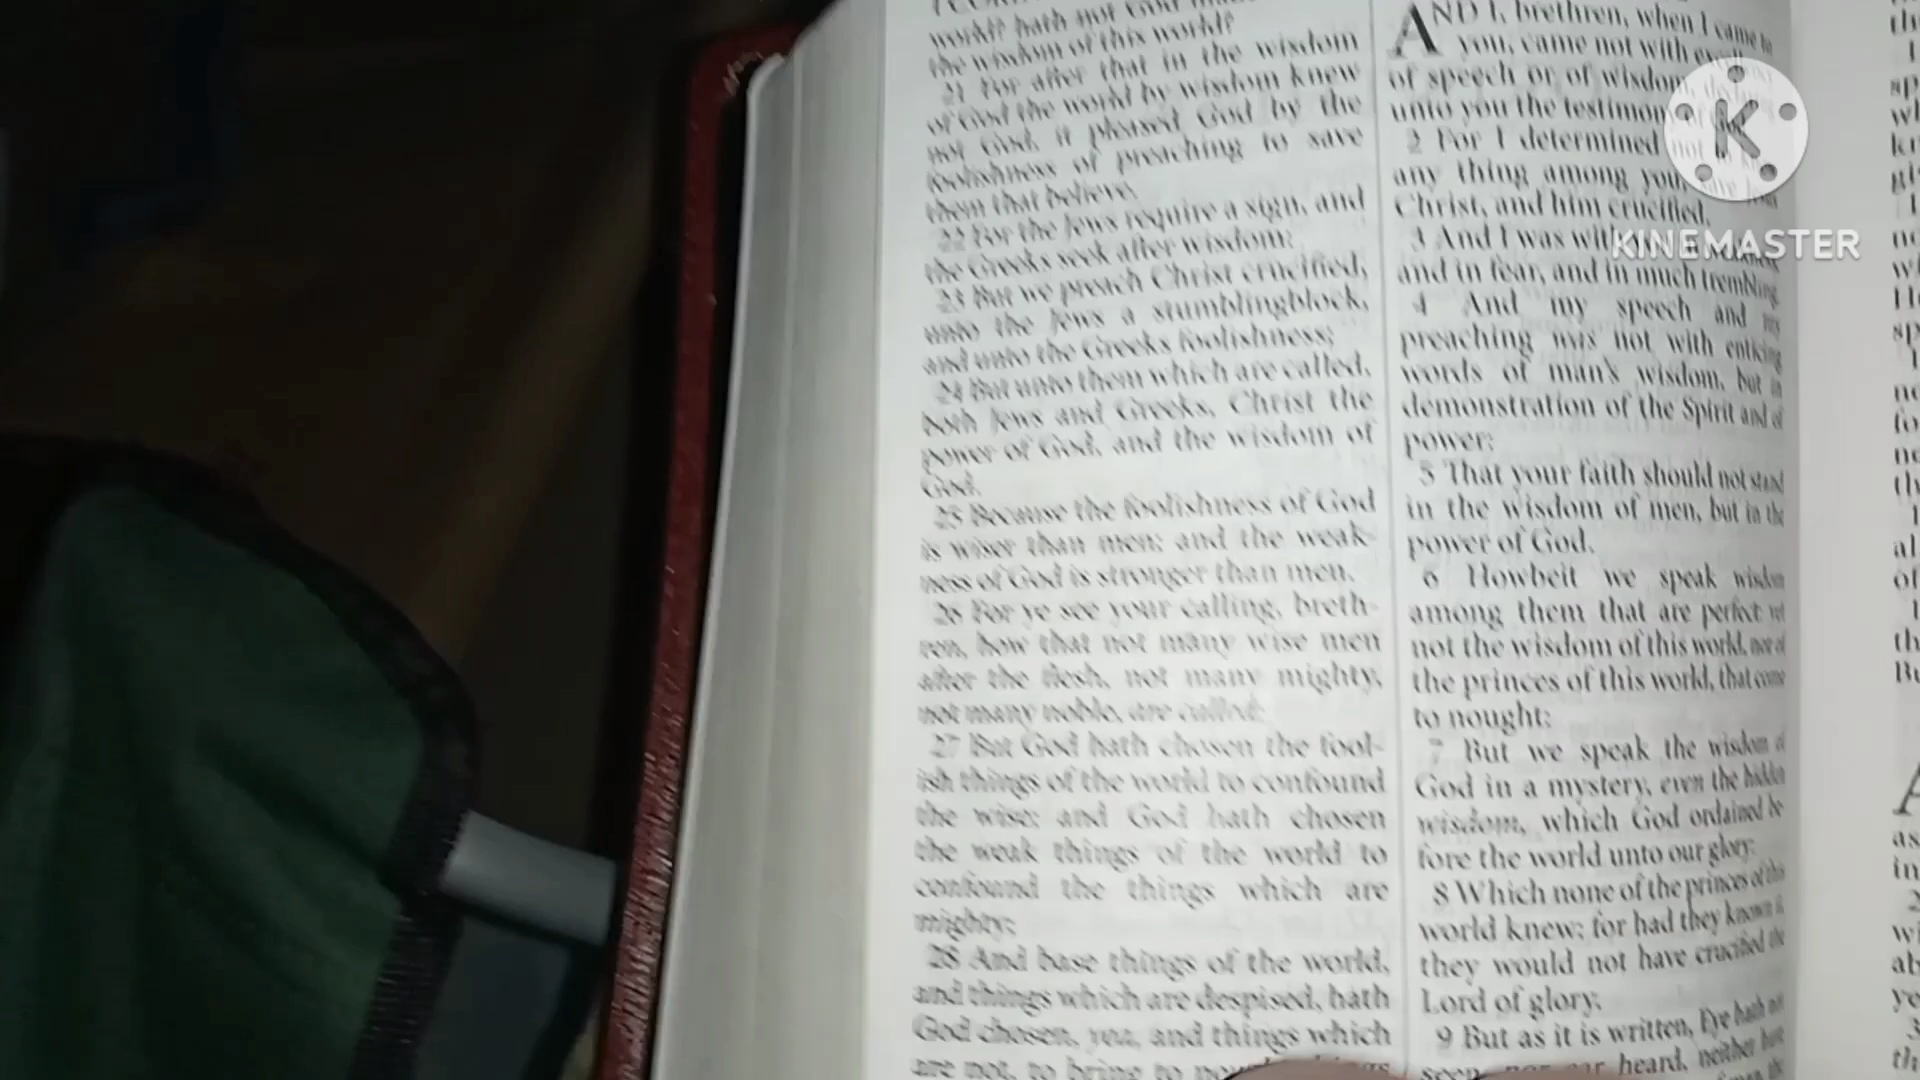 world? hath not God
the wisdom of this world?
21 For after that in the wisdom
of God the world by wisdom knew
not God, it pleased God by the
foolishness of preaching to save
them that believe.
22 For the Jews require a sign, and
the Greeks seek after wisdom:
23 But we preach Christ crucified,
unto the Jews a stumblingblock,
and unto the Greeks foolishness;
24 But unto them which are called,
both Jews and Greeks, Christ the
power of God, and the wisdom of
God.
25 Because the foolishness of God
is wiser than men; and the weak-
ness of God is stronger than men.
26 For ye see your calling, breth-
ren, how that not many wise men
after the flesh, not many mighty,
not many noble, are called:
27 But God hath chosen the fool-
ish things of the world to confound
the wise; and God hath chosen
the weak things of the world to
confound the things which are
mighty;
28 And base things of the world,
and things which are despised, hath
God chosen, yea, and things which
are not, to bring to
AND I, brethren, when I came to
you, came not with
of speech or of wisdom,
unto you the
2 For I determined not
any thing among you,
Christ, and him crucified.
3 And I was
and in fear, and in much trembling.
4 And my speech and my
preaching was not with enticing
words of man's wisdom, but in
demonstration of the Spirit and of
power:
5 That your faith should not stand
in the wisdom of men, but in the
power of God.
6 Howbeit we speak wisdom
among them that are perfect: yet
not the wisdom of this world, nor of
the princes of this world, that come
to nought:
7 But we speak the wisdom of
God in a mystery, even the hidden
wisdom, which God ordained be-
fore the world unto our glory:
8 Which none of the princes of this
world knew: for had they known it,
they would not have crucified the
Lord of glory.
9 But as it is written, Eye hath not
seen, nor ear heard, neither have
K
KINEMASTER